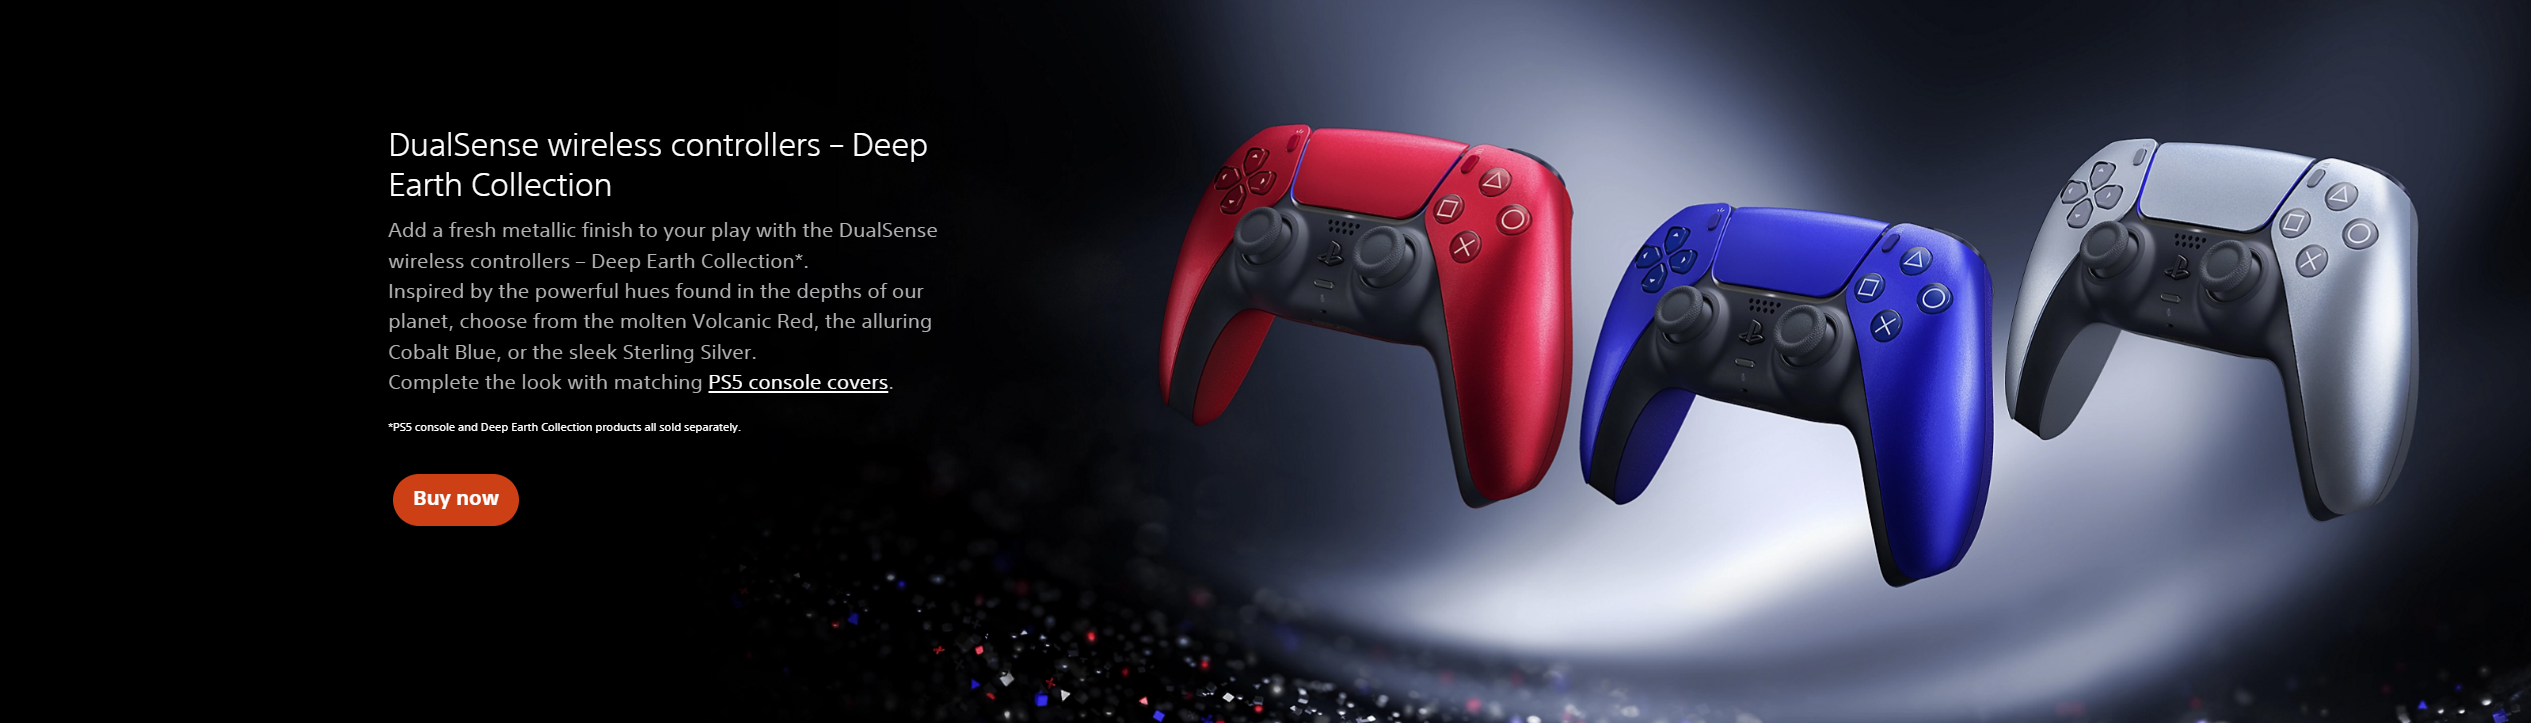 DualSense wireless controllers – Deep
Earth Collection
Add a fresh metallic finish to your play with the DualSense
wireless controllers – Deep Earth Collection*.
Inspired by the powerful hues found in the depths of our
planet, choose from the molten Volcanic Red, the alluring
Cobalt Blue, or the sleek Sterling Silver.
Complete the look with matching PS5 console covers.
*PS5 console and Deep Earth Collection products all sold separately.
Buy now